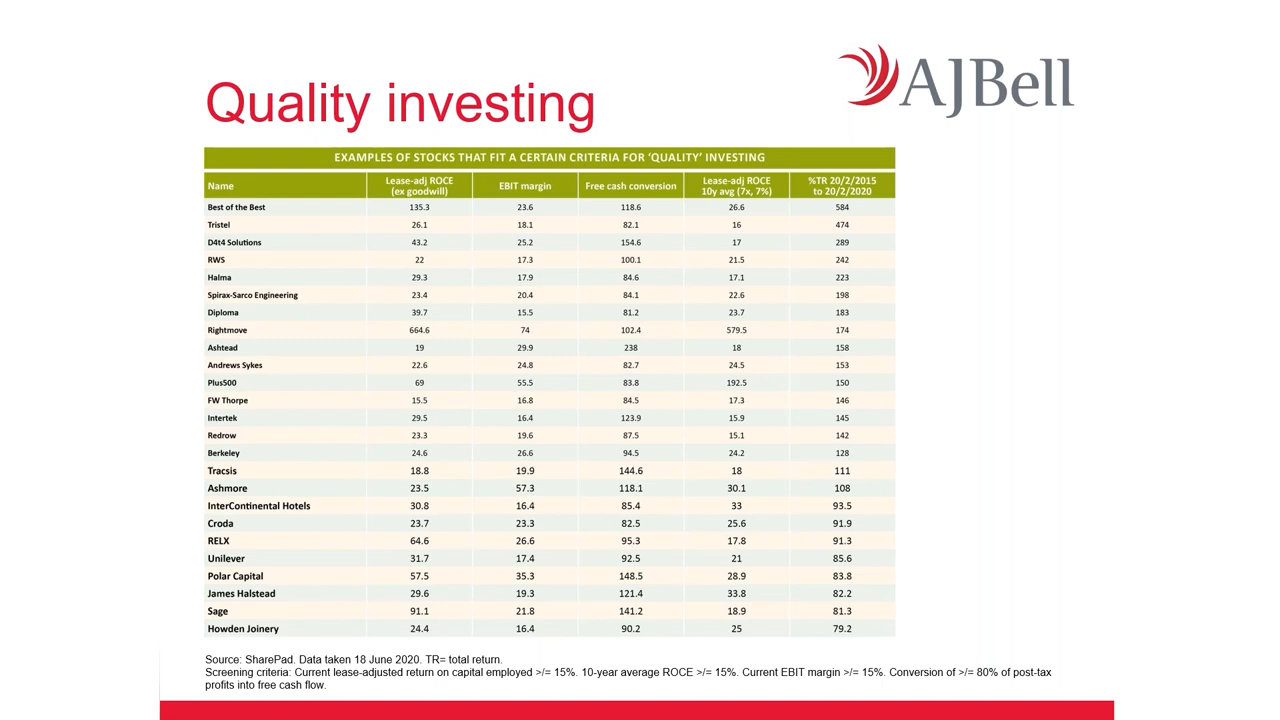 AJBell
Quality investing
EXAMPLES OF STOCKS THAT FIT A CERTAIN CRITERIA FOR ‘QUALITY’ INVESTING
Name Lease-adj ROCE (ex goodwill) EBIT margin Free cash conversion Lease-adj ROCE 10y avg (7x, 7%) %TR 20/2/2015 to 20/2/2020
Best of the Best 135.3 23.6 118.6 26.6 584
Tristel 26.1 18.1 82.1 16 474
D4t4 Solutions 43.2 25.2 154.6 17 289
RWS 22 17.3 100.1 21.5 242
Halma 29.3 17.9 84.6 17.1 223
Spirax-Sarco Engineering 23.4 20.4 84.1 22.6 198
Diploma 39.7 15.5 81.2 23.7 183
Rightmove 664.6 74 102.4 579.5 174
Ashtead 19 29.9 238 18 158
Andrews Sykes 22.6 24.8 82.7 24.5 153
Plus500 69 55.5 83.8 192.5 150
FW Thorpe 15.5 16.8 84.5 17.3 146
Intertek 29.5 16.4 123.9 15.9 145
Redrow 23.3 19.6 87.5 15.1 142
Berkeley 24.6 26.6 94.5 24.2 128
Tracsis 18.8 19.9 144.6 18 111
Ashmore 23.5 57.3 118.1 30.1 108
InterContinental Hotels 30.8 16.4 85.4 33 93.5
Croda 23.7 23.3 82.5 25.6 91.9
RELX 64.6 26.6 95.3 17.8 91.3
Unilever 31.7 17.4 92.5 21 85.6
Polar Capital 57.5 35.3 148.5 28.9 83.8
James Halstead 29.6 19.3 121.4 33.8 82.2
Sage 91.1 21.8 141.2 18.9 81.3
Howden Joinery 24.4 16.4 90.2 25 79.2
Source: SharePad. Data taken 18 June 2020. TR= total return.
Screening criteria: Current lease-adjusted return on capital employed >/= 15%. 10-year average ROCE >/= 15%. Current EBIT margin >/= 15%. Conversion of >/= 80% of post-tax
profits into free cash flow.